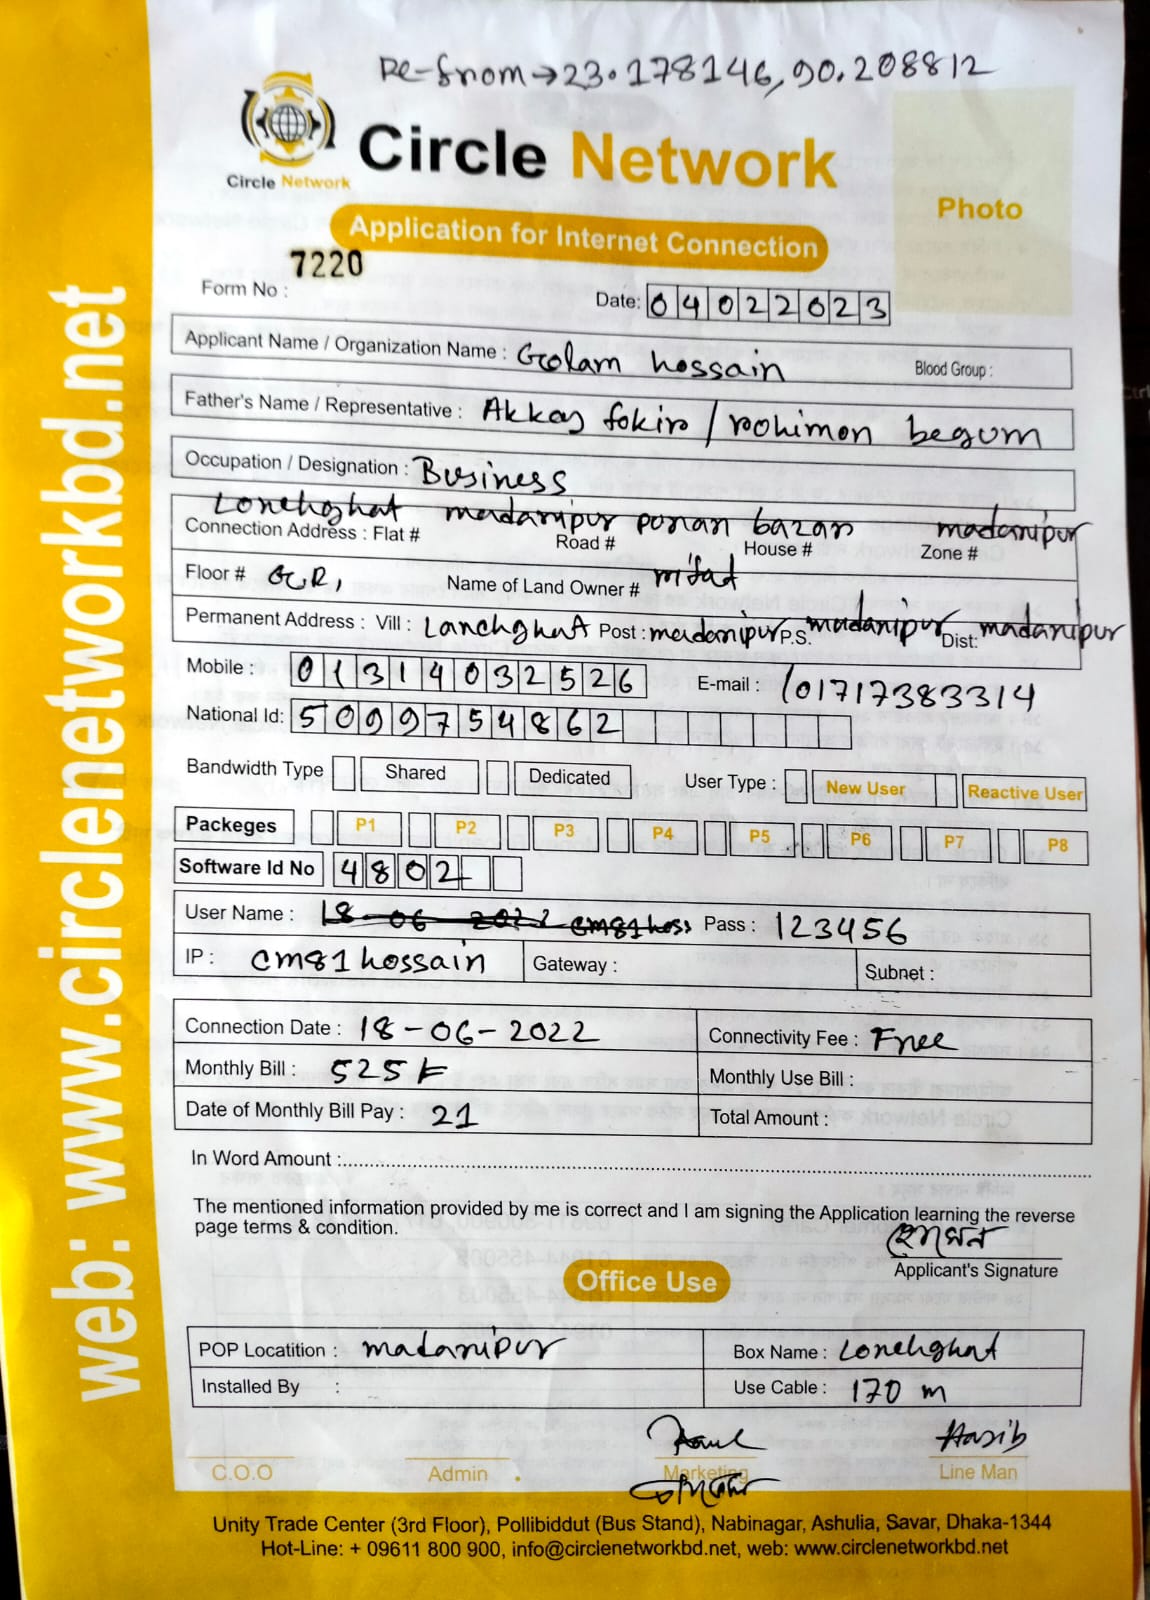 Re-from→23.178146,90.208812
Circle Network
Circle Network
Photo
Application for Internet Connection
7220
Form No :
Date: 04022023
Applicant Name / Organization Name : Golam hossain Blood Group :
Father's Name / Representative : Akkas fokir / rohimon begum
Occupation / Designation : Business
Lonchghat madaripur poran bazar madaripur
Connection Address : Flat # Road # House # Zone #
Floor # G.R, Name of Land Owner # rifat
Permanent Address : Vill : Lanchghat Post : madaripur P.S. madaripur Dist: madaripur
Mobile : 01314032526 E-mail : /01717383314
National Id: 5099754862
Bandwidth Type Shared Dedicated User Type : New User Reactive User
Packeges P1 P2 P3 P4 P5 P6 P7 P8
Software Id No 4802
User Name : 18-06-2022 cm81hoss Pass : 123456
IP : cm81hossain Gateway : Subnet :
Connection Date : 18-06-2022 Connectivity Fee : Free
Monthly Bill : 525 Monthly Use Bill :
Date of Monthly Bill Pay : 21 Total Amount :
In Word Amount :
The mentioned information provided by me is correct and I am signing the Application learning the reverse
page terms & condition.
Applicant's Signature
Office Use
POP Locatition : madaripur Box Name : Lonchghat
Installed By : Use Cable : 170 m
Hasib
C.O.O Admin Marketing Line Man
Unity Trade Center (3rd Floor), Pollibiddut (Bus Stand), Nabinagar, Ashulia, Savar, Dhaka-1344
Hot-Line: + 09611 800 900, info@circlenetworkbd.net, web: www.circlenetworkbd.net
web: www.circlenetworkbd.net